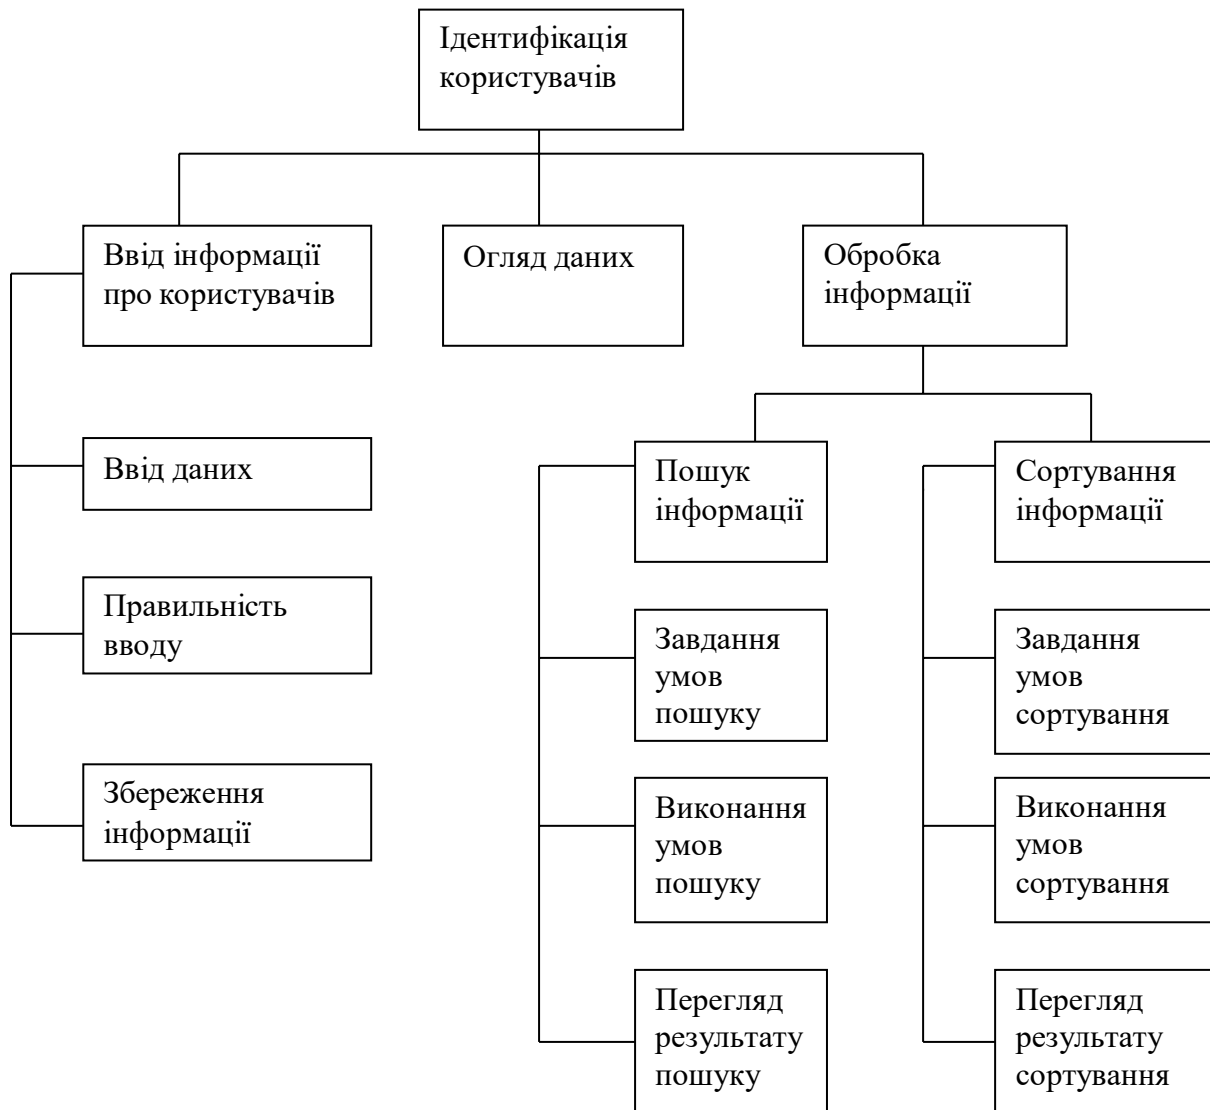 Ідентифікація
користувачів
Ввід інформації
про користувачів
Огляд даних
Обробка
інформації
Ввід даних
Правильність
вводу
Збереження
інформації
Пошук
інформації
Завдання
умов
пошуку
Виконання
умов
пошуку
Перегляд
результату
пошуку
Сортування
інформації
Завдання
умов
сортування
Виконання
умов
сортування
Перегляд
результату
сортування